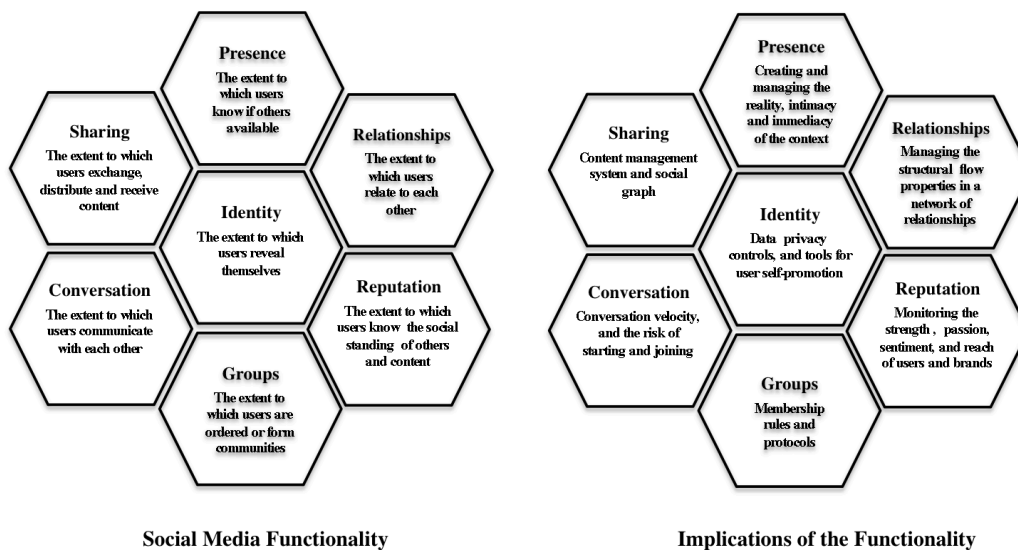 Presence
The extent to
which users
know if others
available
Sharing
The extent to which
users exchange,
distribute and receive
content
Relationships
The extent to
which users
relate to each
other
Identity
The extent to which
users reveal
themselves
Conversation
The extent to which
users communicate
with each other
Reputation
The extent to which
users know the social
standing of others
and content
Groups
The extent to
which users are
ordered or form
communities
Social Media Functionality
Presence
Creating and
managing the
reality, intimacy
and immediacy
of the context
Sharing
Content management
system and social
graph
Relationships
Managing the
structural flow
properties in a
network of
relationships
Identity
Data privacy
controls, and tools for
user self-promotion
Conversation
Conversation velocity,
and the risk of
starting and joining
Reputation
Monitoring the
strength , passion,
sentiment, and reach
of users and brands
Groups
Membership
rules and
protocols
Implications of the Functionality